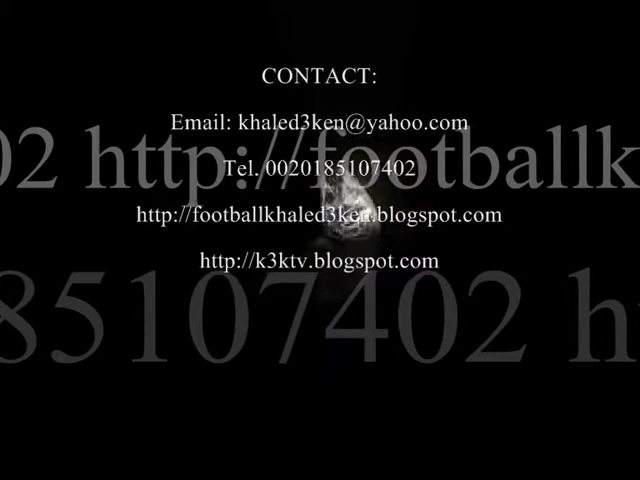 CONTACT:
Email: khaled3ken@yahoo.com
02 http://footballk
Tel. 0020185107402
http://footballkhaled3ken.blogspot.com
http://k3ktv.blogspot.com
85107402 h